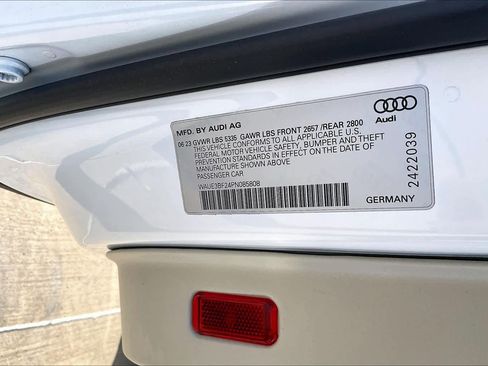 MFD. BY AUDI AG
06 23 GVWR LBS 5335 GAWR LBS FRONT 2657 /REAR 2800
THIS VEHICLE CONFORMS TO ALL APPLICABLE U.S.
FEDERAL MOTOR VEHICLE SAFETY, BUMPER AND THEFT
PREVENTION STANDARDS IN EFFECT ON THE DATE OF
MANUFACTURE SHOWN ABOVE
PASSENGER CAR
WAUE3BF24PN085808
Audi
2422039
GERMANY